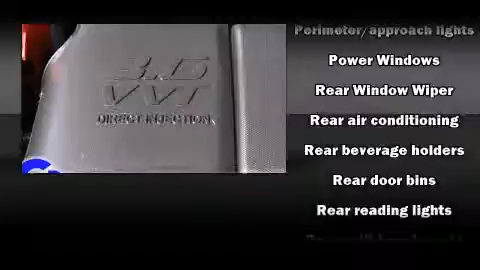 3.6
VVT
DIRECT INJECTION
Perimeter/approach lights
Power Windows
Rear Window Wiper
Rear air conditioning
Rear beverage holders
Rear door bins
Rear reading lights